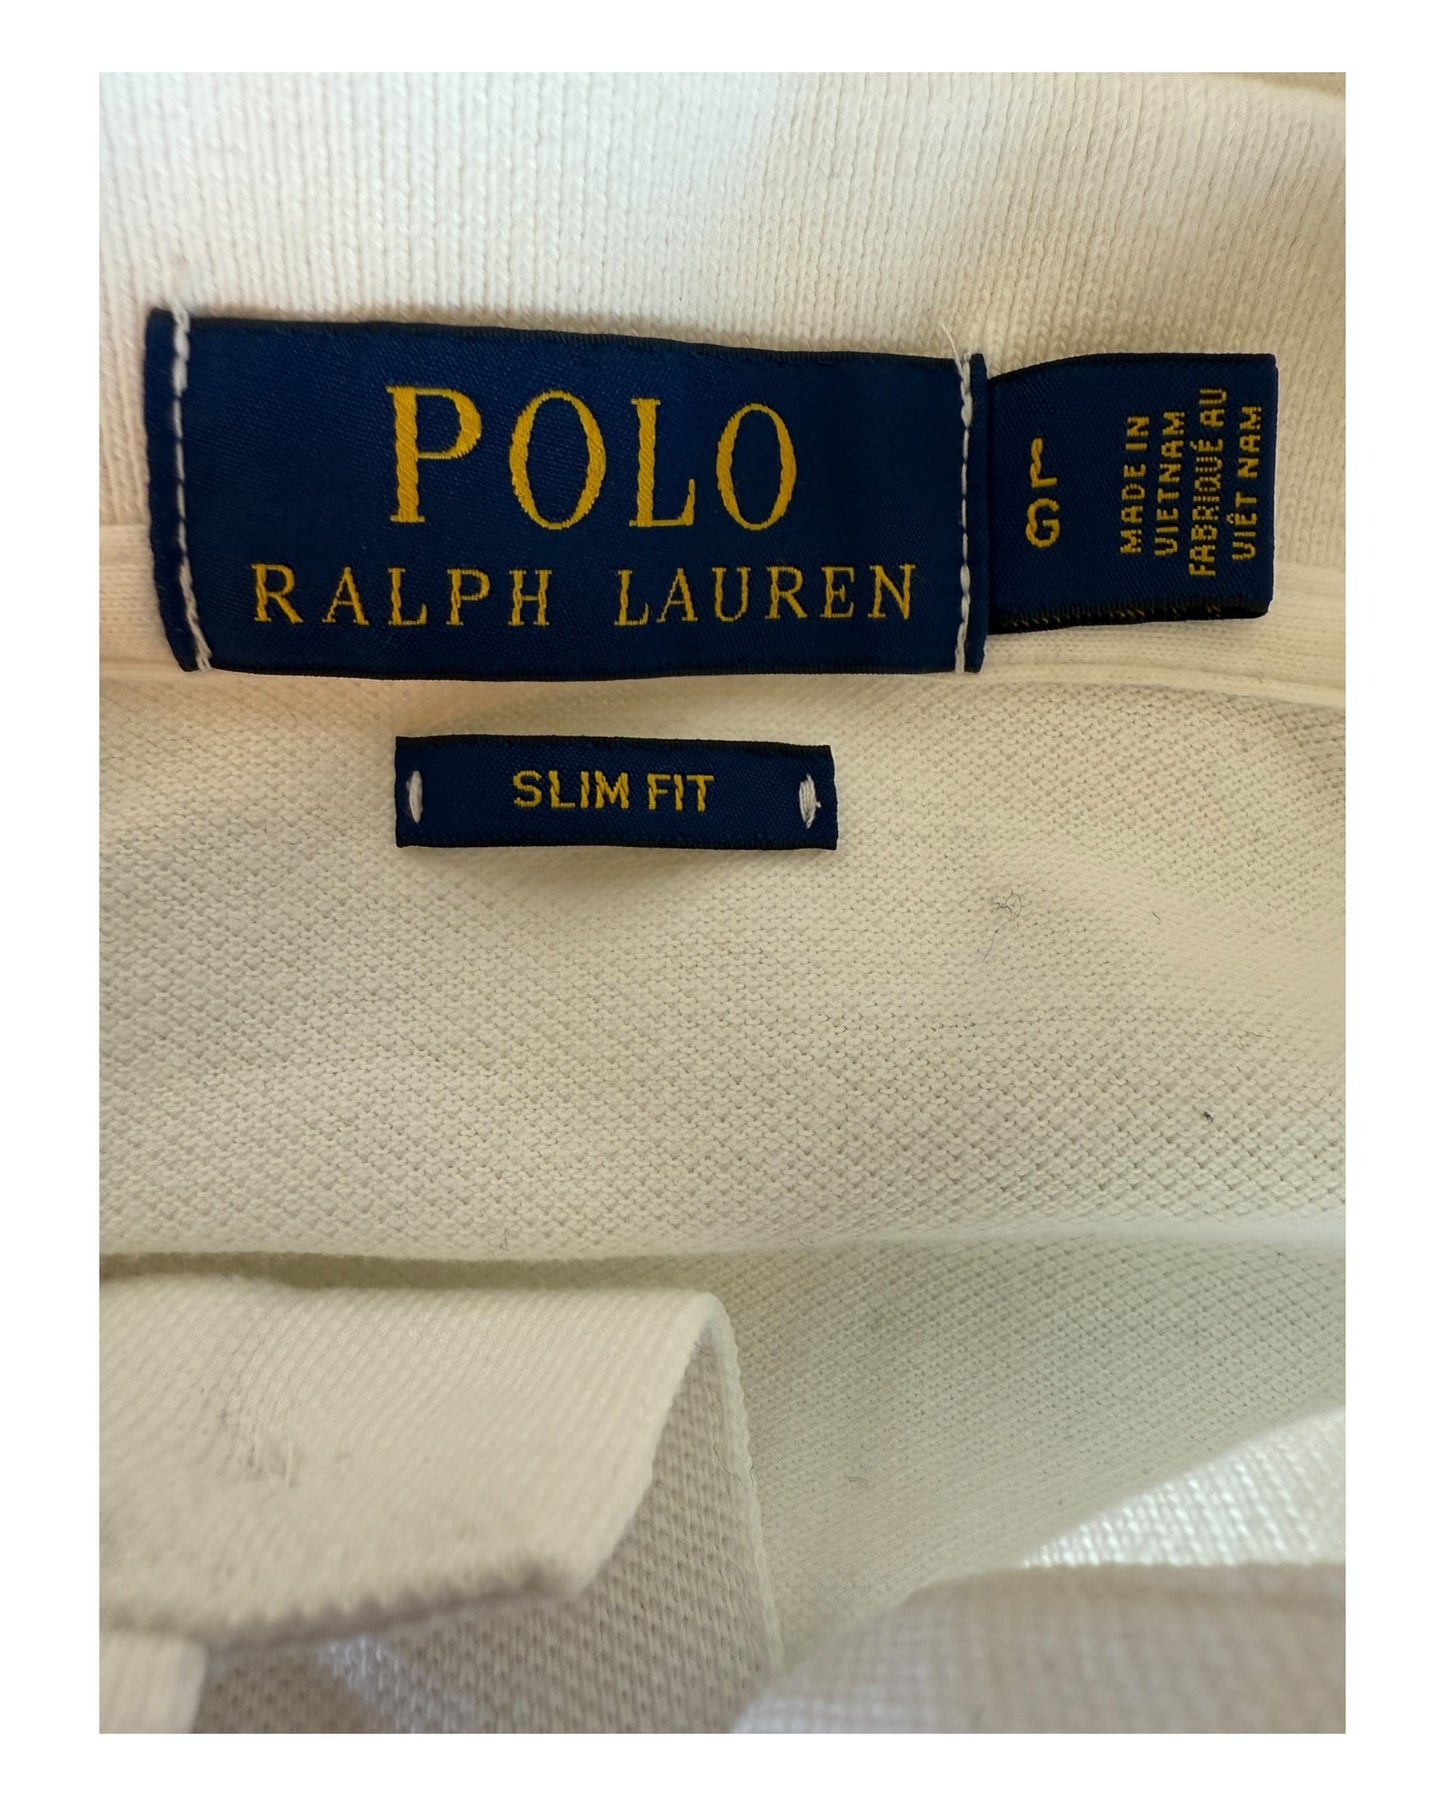 POLO
RALPH LAUREN
SLIM FIT
L
G
MADE IN
VIETNAM
FABRIQUÉ AU
VIÊT NAM